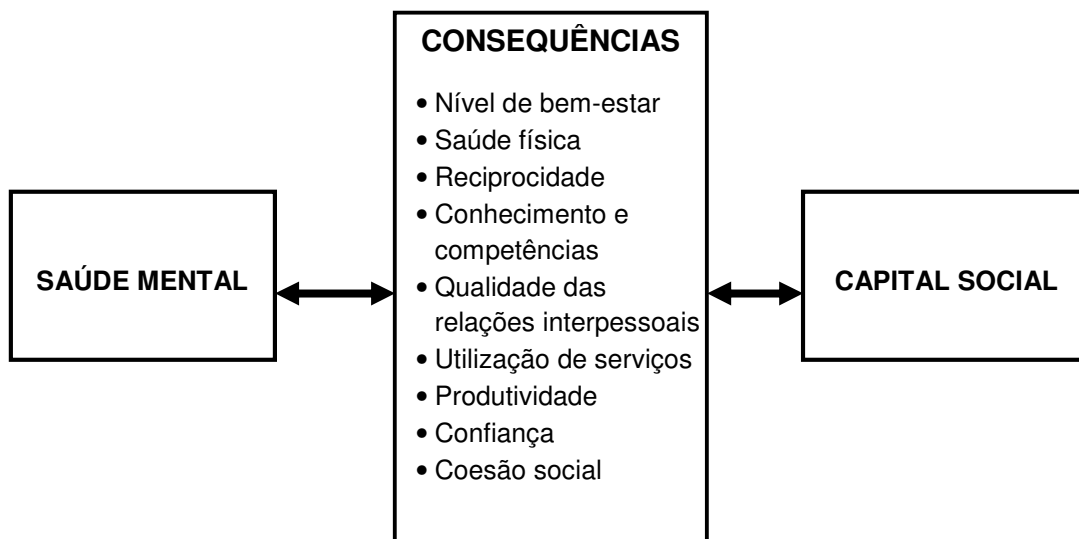 CONSEQUÊNCIAS
• Nível de bem-estar
• Saúde física
• Reciprocidade
• Conhecimento e
competências
• Qualidade das
relações interpessoais
• Utilização de serviços
• Produtividade
• Confiança
• Coesão social
SAÚDE MENTAL
CAPITAL SOCIAL